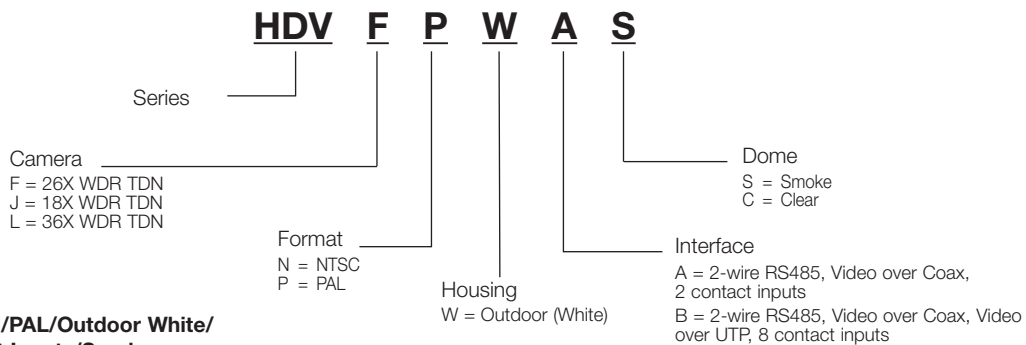 HDV F P W A S
Series
Camera
F = 26X WDR TDN
J = 18X WDR TDN
L = 36X WDR TDN
Format
N = NTSC
P = PAL
Housing
W = Outdoor (White)
Dome
S = Smoke
C = Clear
Interface
A = 2-wire RS485, Video over Coax,
2 contact inputs
B = 2-wire RS485, Video over Coax, Video
over UTP, 8 contact inputs
/PAL/Outdoor White/